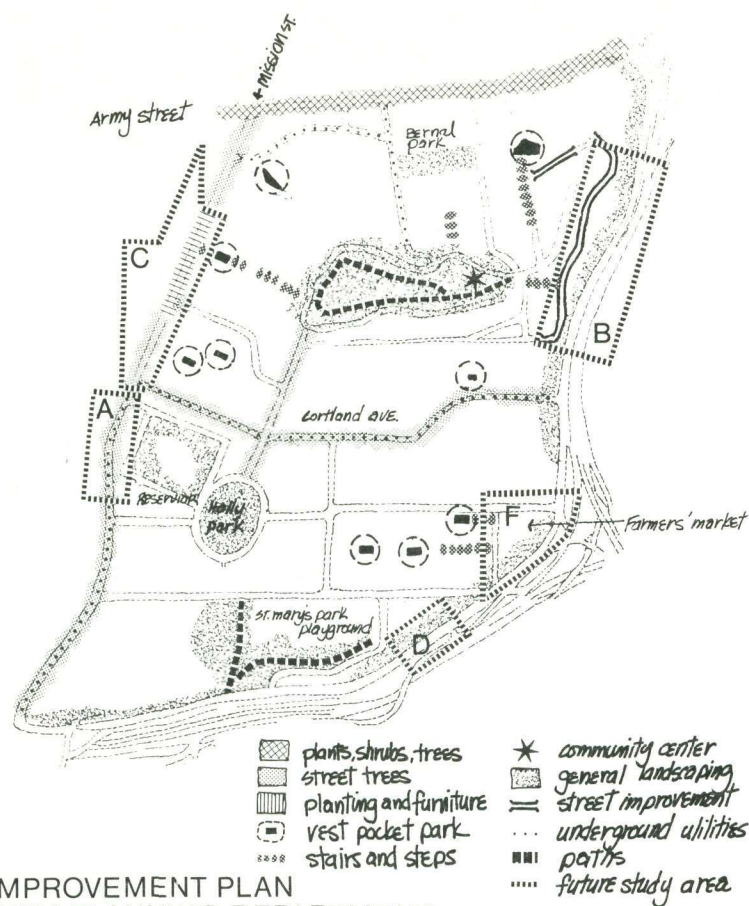 ← MISSION ST.
Army street
Bernal
park
C
B
A
Cortland AVE.
Reservoir
Holly
park
F
Farmers' market
St. Marys park
playground
D
plants, shrubs, trees
street trees
planting and furniture
vest pocket park
stairs and steps
community center
general landscaping
street improvement
underground utilities
paths
future study area
MPROVEMENT PLAN